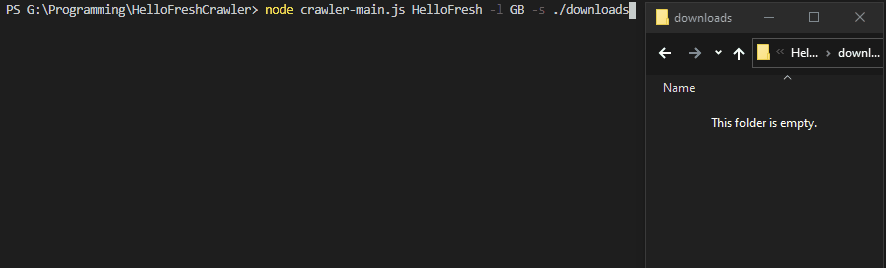 PS G:\Programming\HelloFreshCrawler> node crawler-main.js HelloFresh -l GB -s ./downloads
downloads
Hel... downl...
Name
This folder is empty.